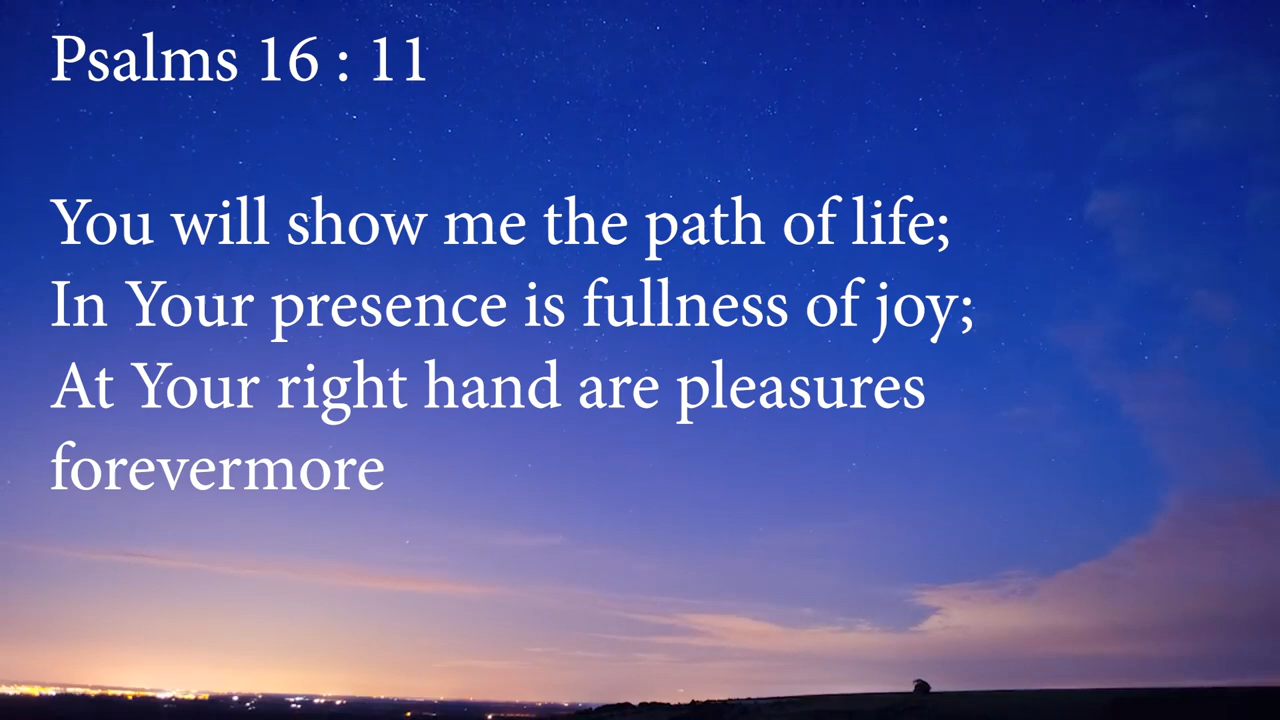 Psalms 16 : 11
You will show me the path of life;
In Your presence is fullness of joy;
At Your right hand are pleasures
forevermore